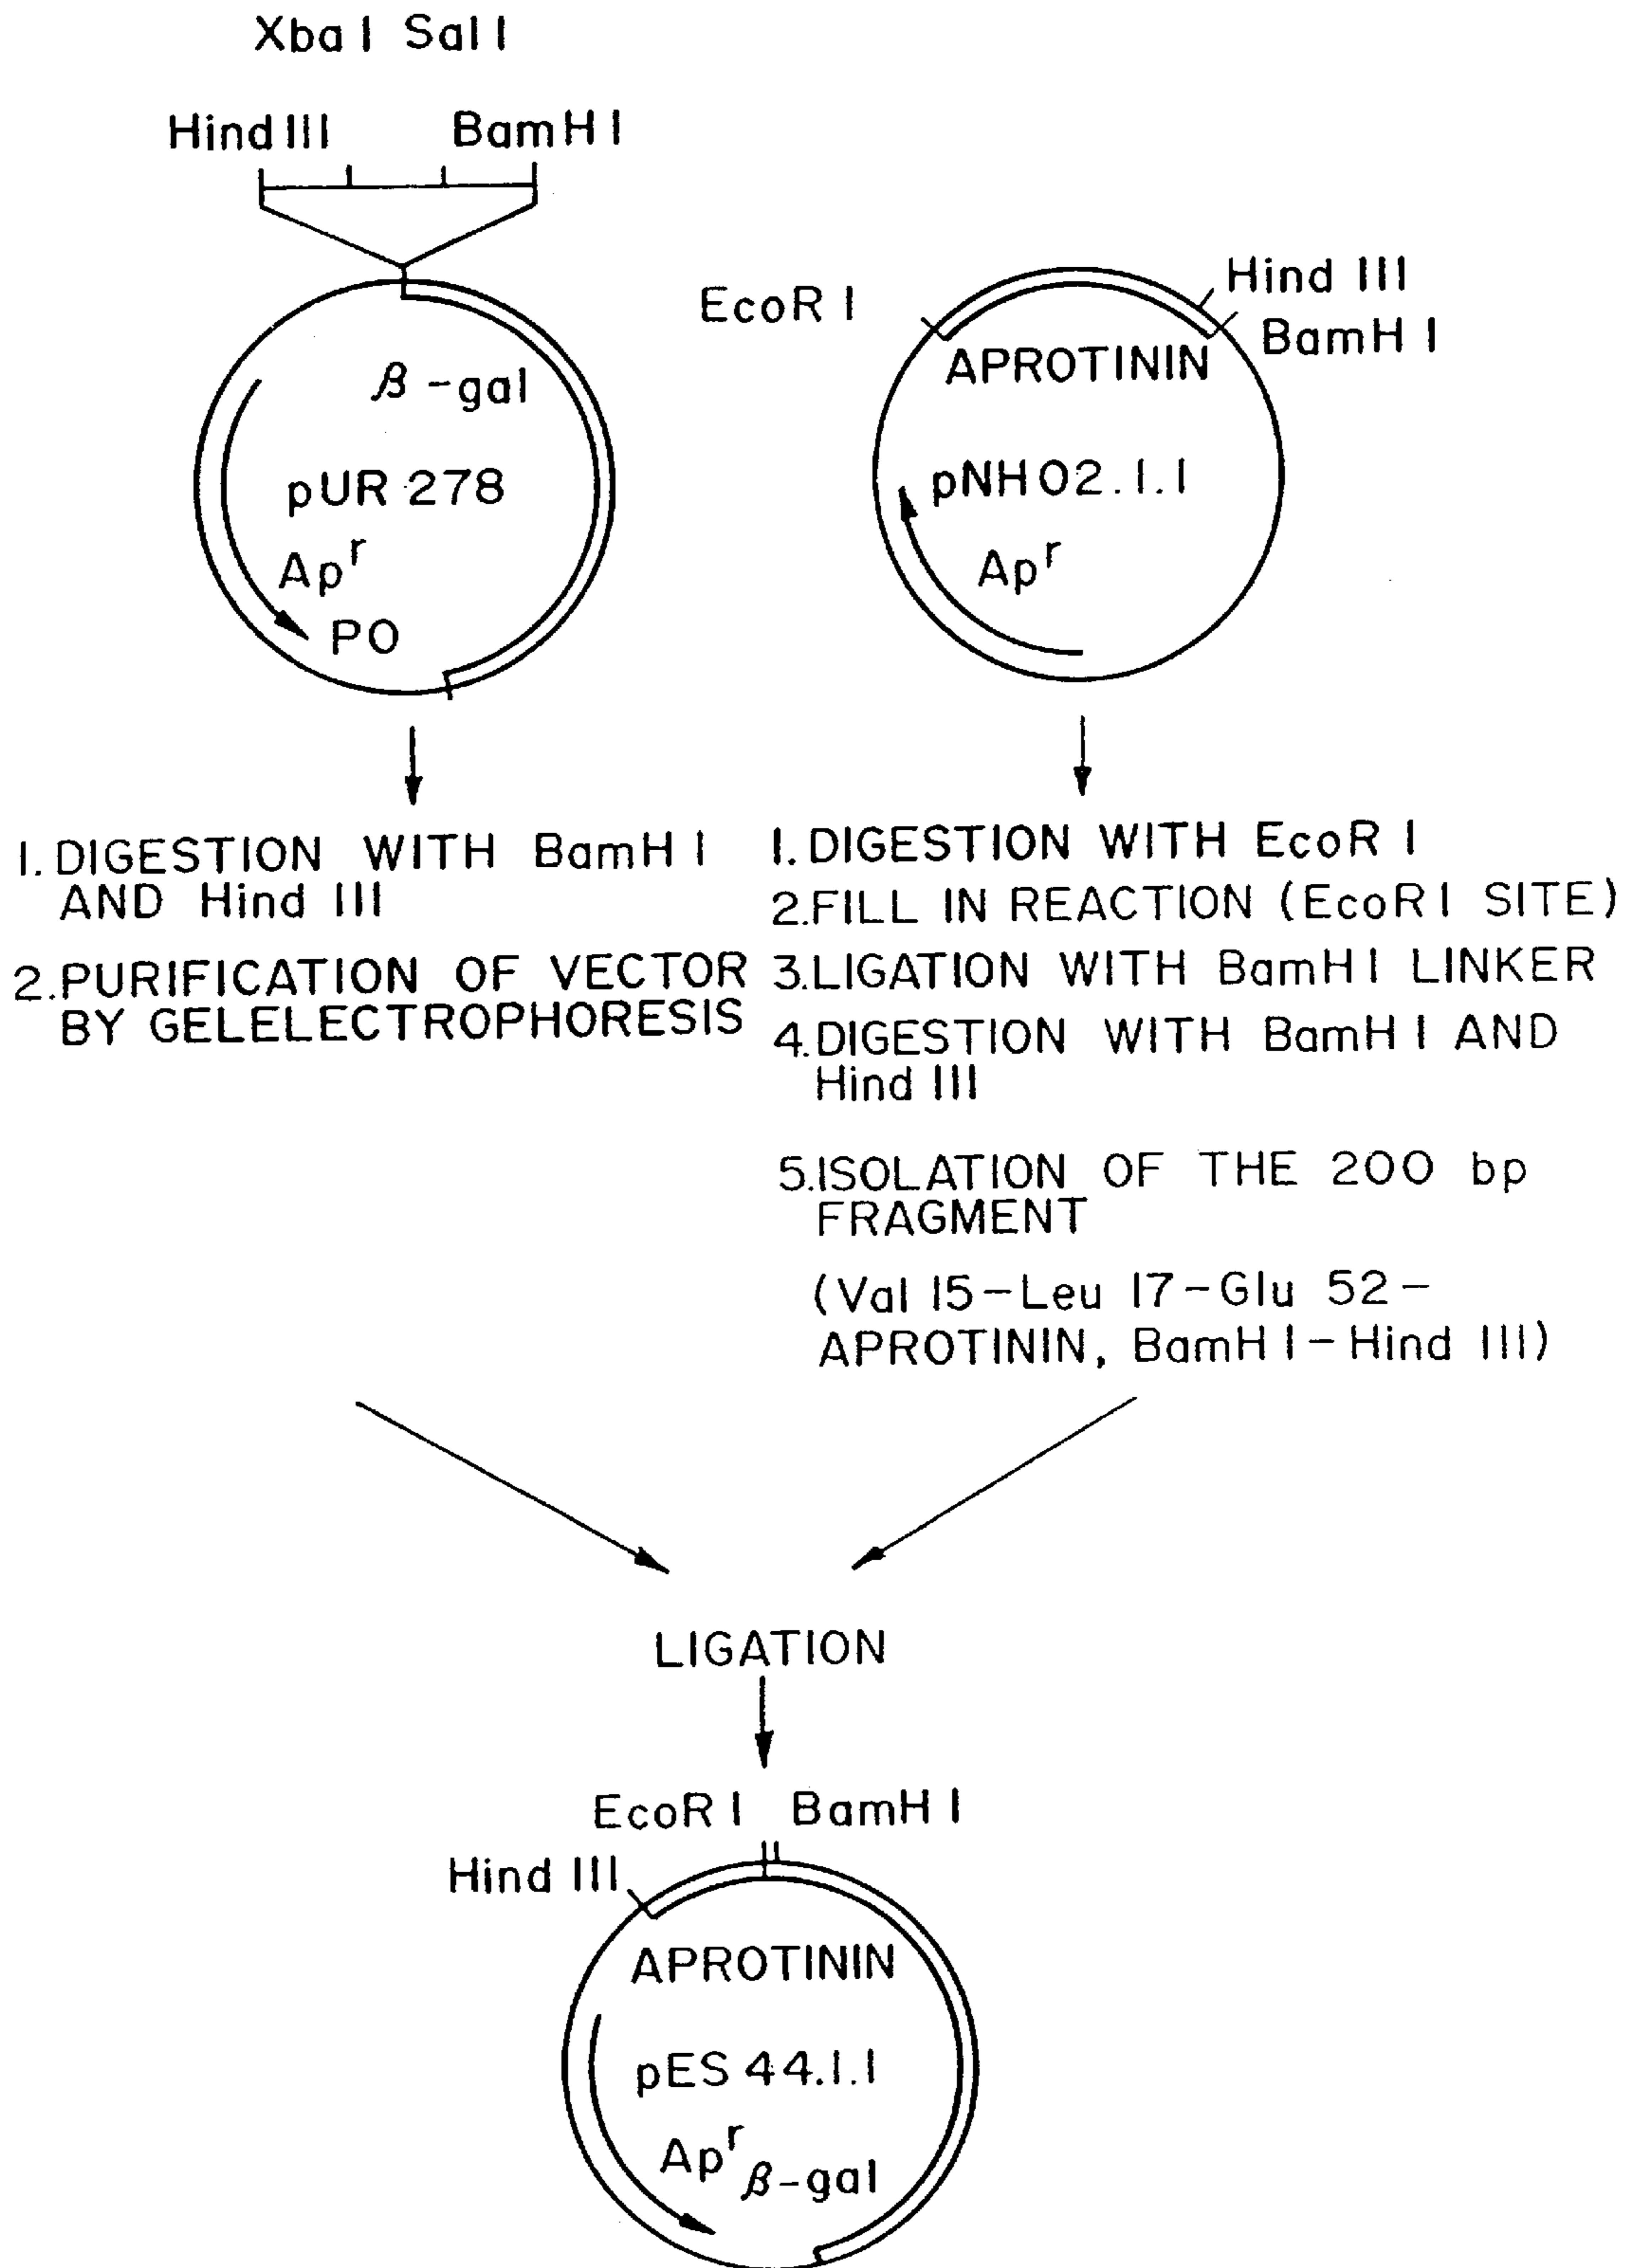 Xba I Sal I
Hind III BamH I
β-gal
pUR 278
Ap^r
PO
EcoR I
Hind III
BamH I
APROTININ
pNH02.1.1
Ap^r
1. DIGESTION WITH BamH I
AND Hind III
2. PURIFICATION OF VECTOR
BY GELELECTROPHORESIS
1. DIGESTION WITH EcoR I
2. FILL IN REACTION (EcoR I SITE)
3. LIGATION WITH BamH I LINKER
4. DIGESTION WITH BamH I AND
Hind III
5. ISOLATION OF THE 200 bp
FRAGMENT
(Val 15-Leu 17-Glu 52-
APROTININ, BamH I-Hind III)
LIGATION
EcoR I BamH I
Hind III
APROTININ
pES 44.1.1
Ap^r
β-gal